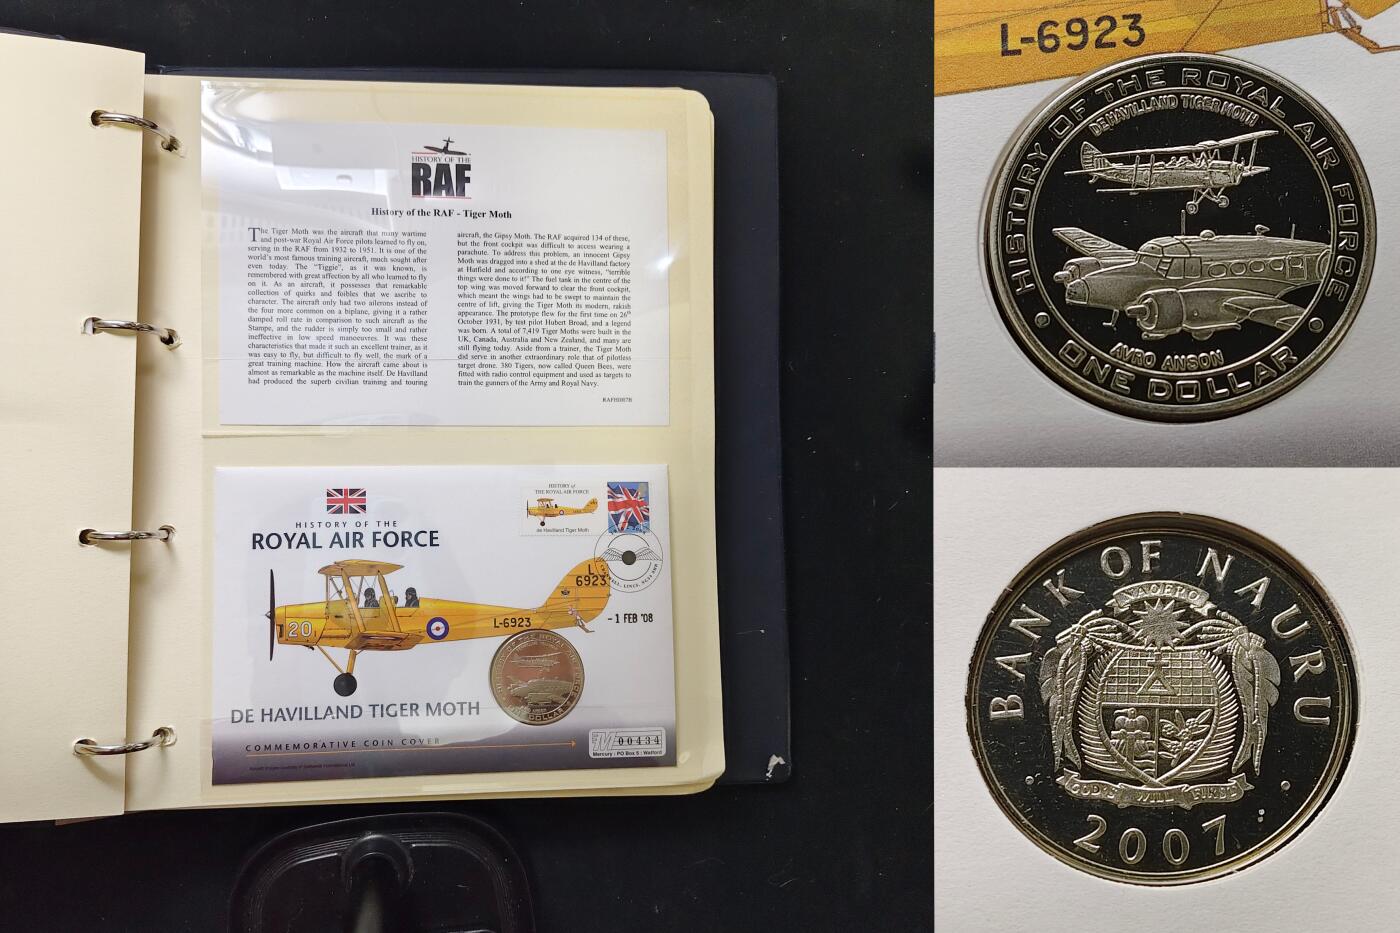 HISTORY OF THE
RAF
History of the RAF - Tiger Moth
The Tiger Moth was the aircraft that many wartime
and post-war Royal Air Force pilots learned to fly on,
serving in the RAF from 1932 to 1951. It is one of the
world's most famous training aircraft, much sought after
even today. The "Tiggie", as it was known, is
remembered with great affection by all who learned to fly
on it. As an aircraft, it possesses that remarkable
collection of quirks and foibles that we ascribe to
character. The aircraft only had two ailerons instead of
the four more common on a biplane, giving it a rather
damped roll rate in comparison to such aircraft as the
Stampe, and the rudder is simply too small and rather
ineffective in low speed manoeuvres. It was these
characteristics that made it such an excellent trainer, as it
was easy to fly, but difficult to fly well, the mark of a
great training machine. How the aircraft came about is
almost as remarkable as the machine itself. De Havilland
had produced the superb civilian training and touring
aircraft, the Gipsy Moth. The RAF acquired 134 of these,
but the front cockpit was difficult to access wearing a
parachute. To address this problem, an innocent Gipsy
Moth was dragged into a shed at the de Havilland factory
at Hatfield and according to one eye witness, "terrible
things were done to it!" The fuel tank in the centre of the
top wing was moved forward to clear the front cockpit,
which meant the wings had to be swept to maintain the
centre of lift, giving the Tiger Moth its modern, rakish
appearance. The prototype flew for the first time on 26th
October 1931, by test pilot Hubert Broad, and a legend
was born. A total of 7,419 Tiger Moths were built in the
UK, Canada, Australia and New Zealand, and many are
still flying today. Aside from a trainer, the Tiger Moth
did serve in another extraordinary role that of pilotless
target drone. 380 Tigers, now called Queen Bees, were
fitted with radio control equipment and used as targets to
train the gunners of the Army and Royal Navy.
HISTORY OF THE
ROYAL AIR FORCE
HISTORY of
THE ROYAL AIR FORCE
de Havilland Tiger Moth
L
6923
- 1 FEB '08
20
L-6923
DE HAVILLAND TIGER MOTH
COMMEMORATIVE COIN COVER
00434
Mercury : PO Box 5 : Watford
L-6923
HISTORY OF THE ROYAL AIR FORCE
DE HAVILLAND TIGER MOTH
AVRO ANSON
ONE DOLLAR
BANK OF NAURU
NAOERO
GOD'S WILL FIRST
2007